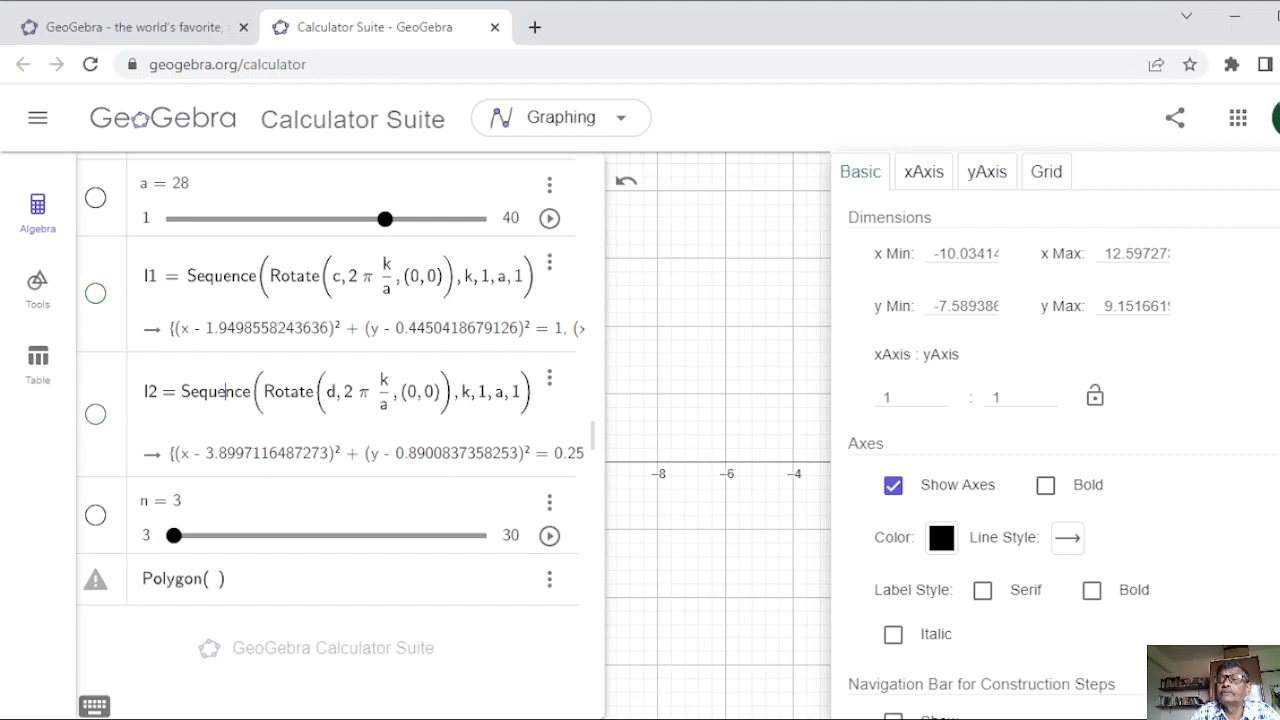 GeoGebra - the world's favorite,
Calculator Suite - GeoGebra
geogebra.org/calculator
GeoGebra Calculator Suite
Graphing
Algebra
Tools
Table
a = 28
1 40
l1 = Sequence(Rotate(c, 2 π k/a, (0,0)), k, 1, a, 1)
→ {(x - 1.9498558243636)² + (y - 0.4450418679126)² = 1, (x
l2 = Sequence(Rotate(d, 2 π k/a, (0,0)), k, 1, a, 1)
→ {(x - 3.8997116487273)² + (y - 0.8900837358253)² = 0.25
n = 3
3 30
Polygon( )
GeoGebra Calculator Suite
-8 -6 -4
Basic xAxis yAxis Grid
Dimensions
x Min: -10.03414 x Max: 12.597273
y Min: -7.589386 y Max: 9.1516619
xAxis : yAxis
1 : 1
Axes
Show Axes Bold
Color: Line Style:
Label Style: Serif Bold
Italic
Navigation Bar for Construction Steps